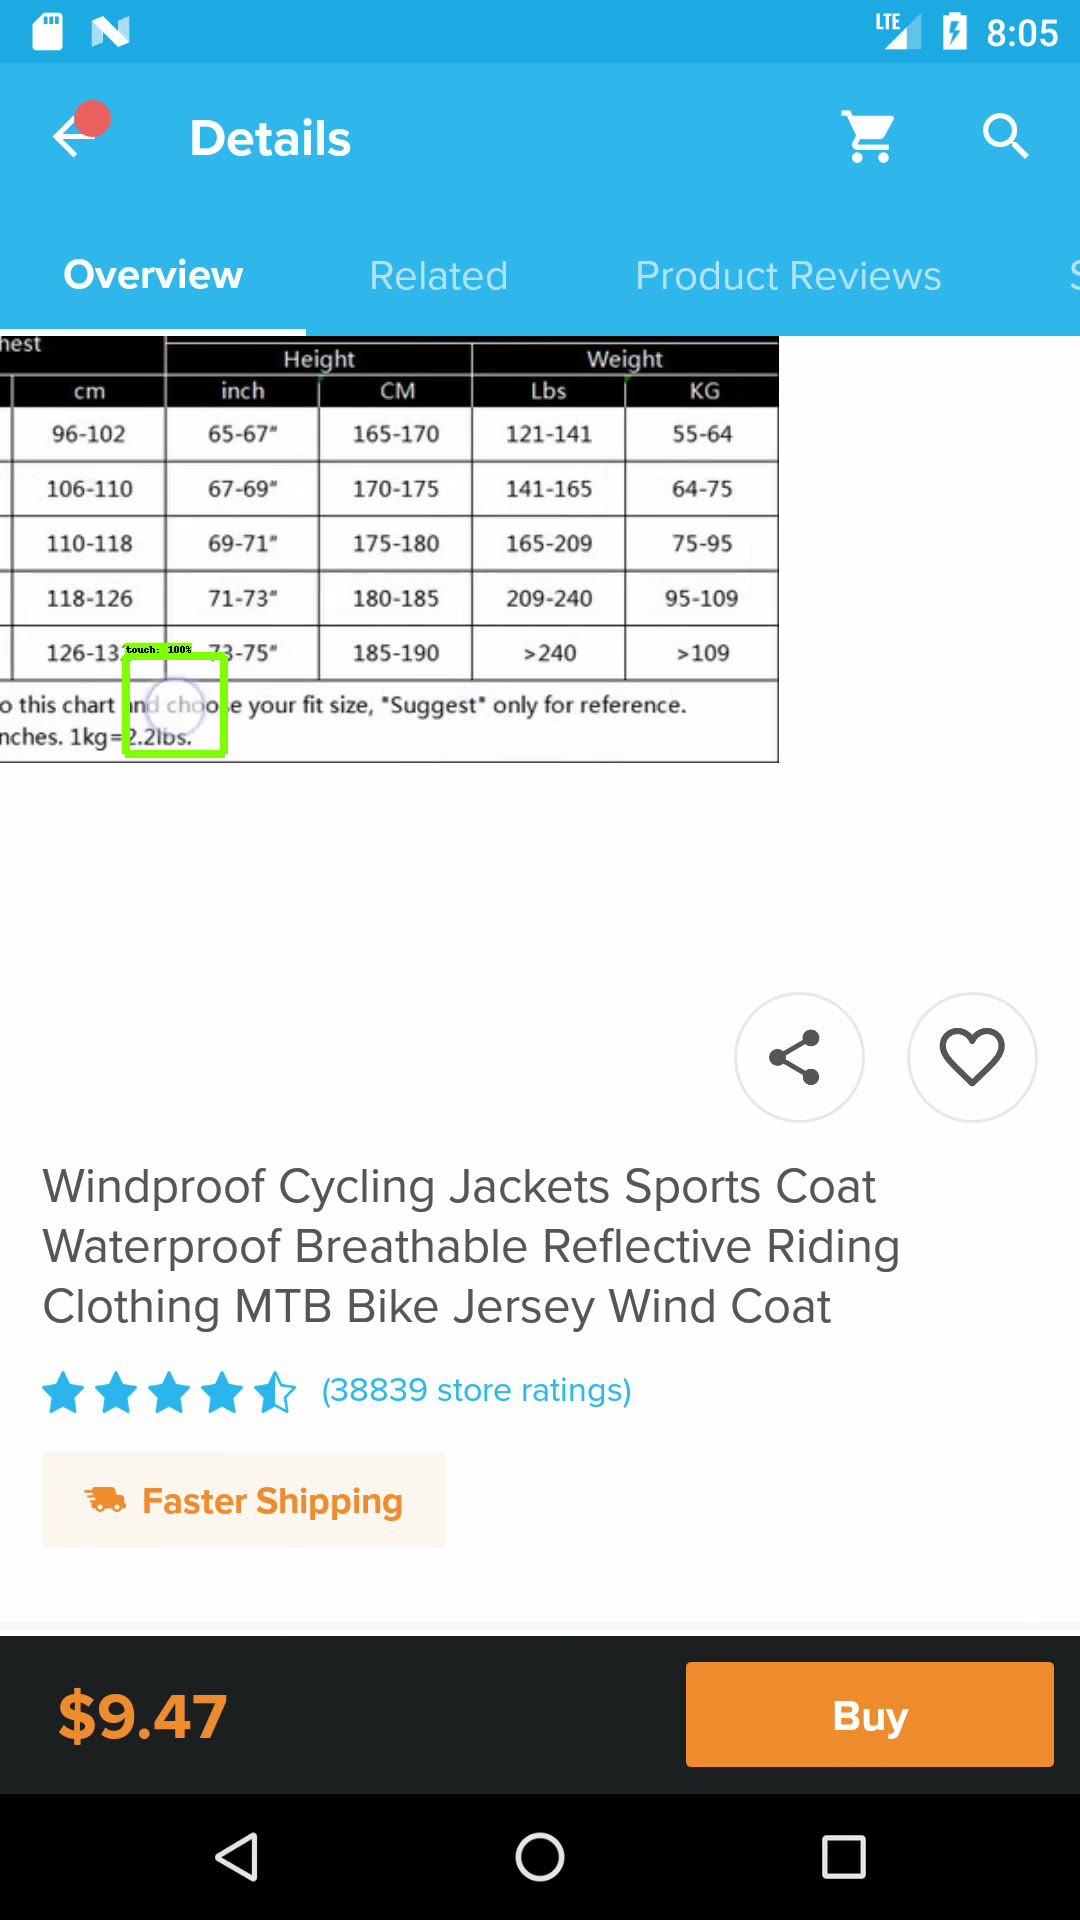 LTE 8:05
Details
Overview Related Product Reviews S
hest Height Weight
cm inch CM Lbs KG
96-102 65-67" 165-170 121-141 55-64
106-110 67-69" 170-175 141-165 64-75
110-118 69-71" 175-180 165-209 75-95
118-126 71-73" 180-185 209-240 95-109
126-13 73-75" 185-190 >240 >109
touch: 100%
o this chart and choose your fit size, "Suggest" only for reference.
nches. 1kg=2.2lbs.
Windproof Cycling Jackets Sports Coat
Waterproof Breathable Reflective Riding
Clothing MTB Bike Jersey Wind Coat
(38839 store ratings)
Faster Shipping
$9.47 Buy